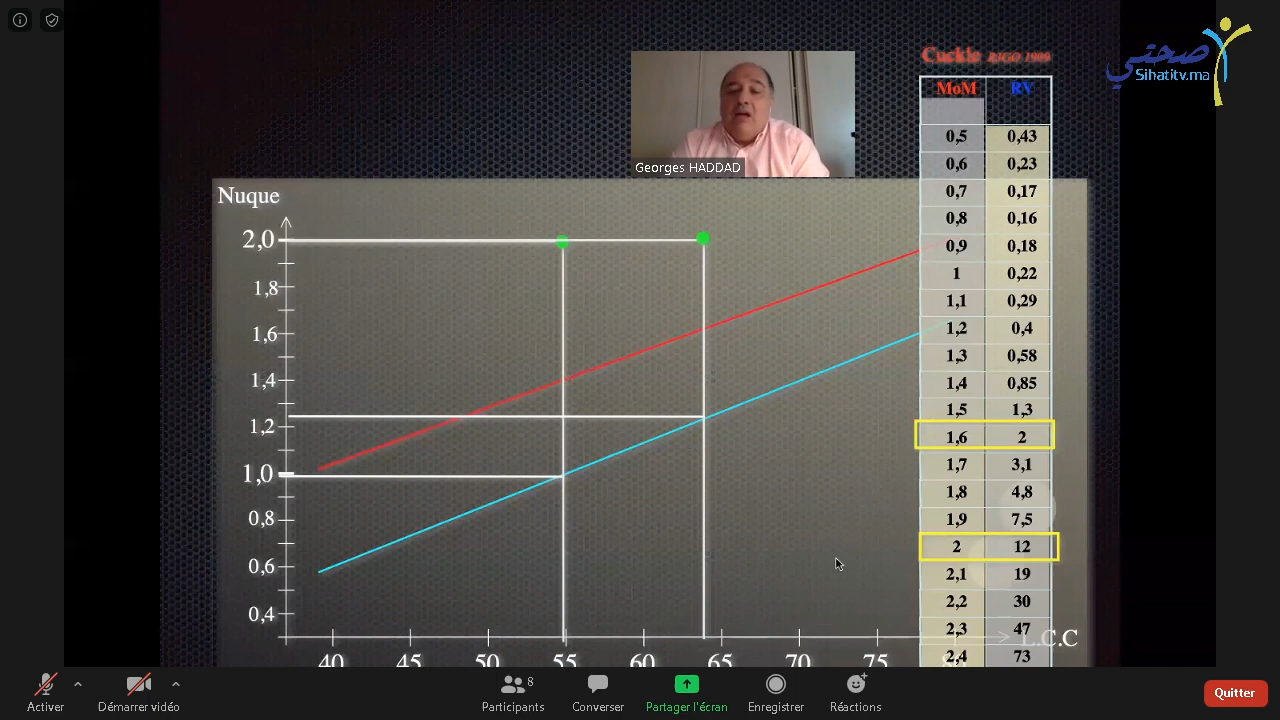 صحتي
Sihatitv.ma
Georges HADDAD
Cuckle BJGO 1999
MoM RV
0,5 0,43
0,6 0,23
0,7 0,17
0,8 0,16
0,9 0,18
1 0,22
1,1 0,29
1,2 0,4
1,3 0,58
1,4 0,85
1,5 1,3
1,6 2
1,7 3,1
1,8 4,8
1,9 7,5
2 12
2,1 19
2,2 30
2,3 47
2,4 73
Nuque
2,0
1,8
1,6
1,4
1,2
1,0
0,8
0,6
0,4
40 45 50 55 60 65 70 75
> L.C.C
Activer
Démarrer vidéo
8
Participants
Converser
Partager l'écran
Enregistrer
Réactions
Quitter